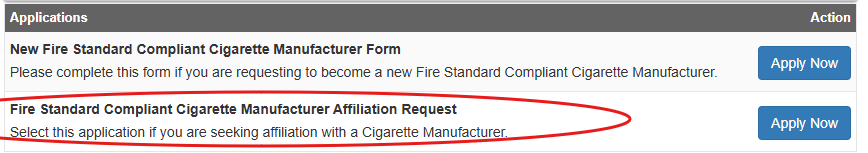 Applications Action
New Fire Standard Compliant Cigarette Manufacturer Form
Please complete this form if you are requesting to become a new Fire Standard Compliant Cigarette Manufacturer.
Apply Now
Fire Standard Compliant Cigarette Manufacturer Affiliation Request
Select this application if you are seeking affiliation with a Cigarette Manufacturer.
Apply Now